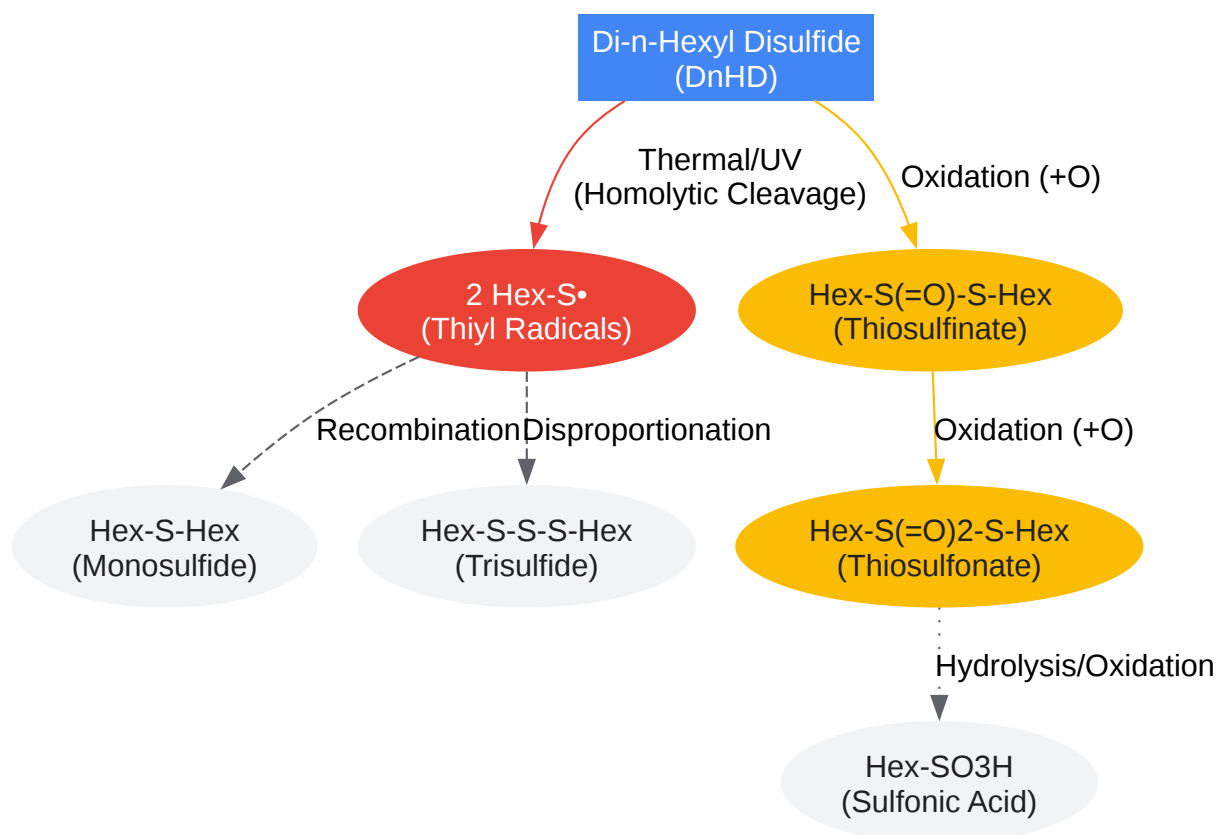 Di-n-Hexyl Disulfide
(DnHD)
Thermal/UV
(Homolytic Cleavage)
Oxidation (+O)
2 Hex-S•
(Thiyl Radicals)
Hex-S(=O)-S-Hex
(Thiosulfinate)
Recombination
Disproportionation
Oxidation (+O)
Hex-S-Hex
(Monosulfide)
Hex-S-S-S-Hex
(Trisulfide)
Hex-S(=O)2-S-Hex
(Thiosulfonate)
Hydrolysis/Oxidation
Hex-SO3H
(Sulfonic Acid)